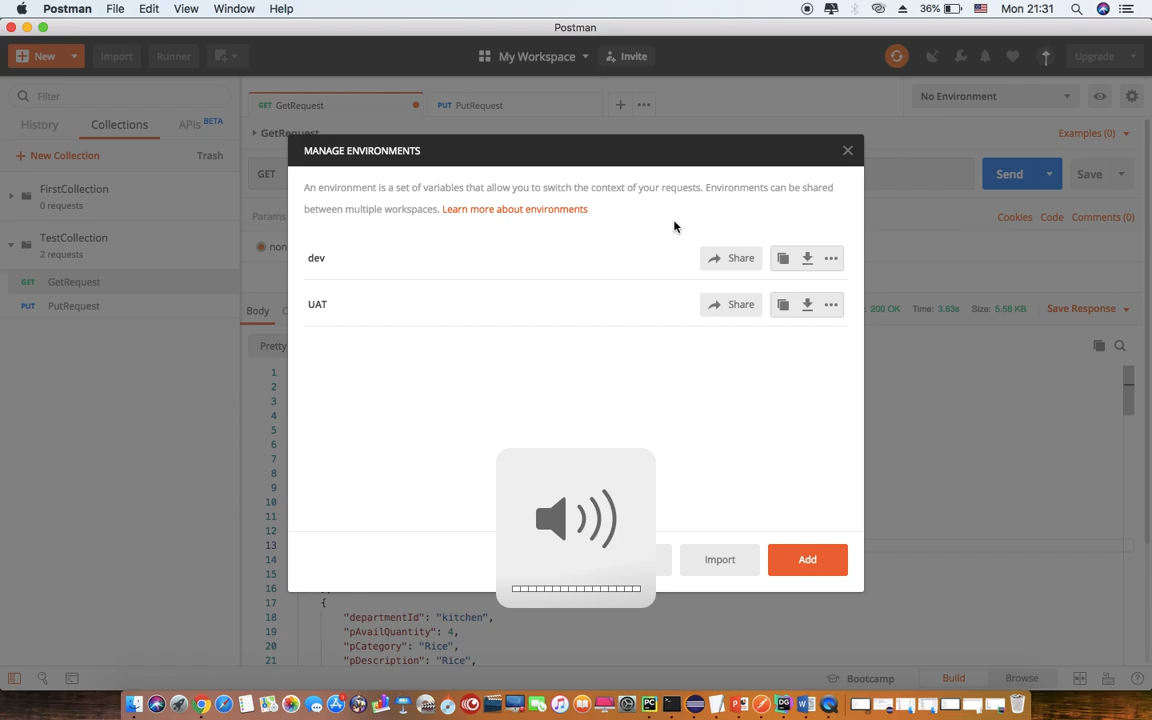 Postman File Edit View Window Help 36% Mon 21:31
Postman
New Import Runner My Workspace Invite Upgrade
Filter
History Collections APIs BETA
New Collection Trash
FirstCollection
0 requests
TestCollection
2 requests
GET GetRequest
PUT PutRequest
GET GetRequest PUT PutRequest No Environment
GetRequest Examples (0)
GET Send Save
Params Cookies Code Comments (0)
Body 200 OK Time: 3.63s Size: 5.58 KB Save Response
Pretty
MANAGE ENVIRONMENTS
An environment is a set of variables that allow you to switch the context of your requests. Environments can be shared
between multiple workspaces. Learn more about environments
dev Share
UAT Share
Import Add
1
2
3
4
5
6
7
8
9
10
11
12
13
14
15
16
17 {
18 "departmentId": "kitchen",
19 "pAvailQuantity": 4,
20 "pCategory": "Rice",
21 "pDescription": "Rice",
Bootcamp Build Browse